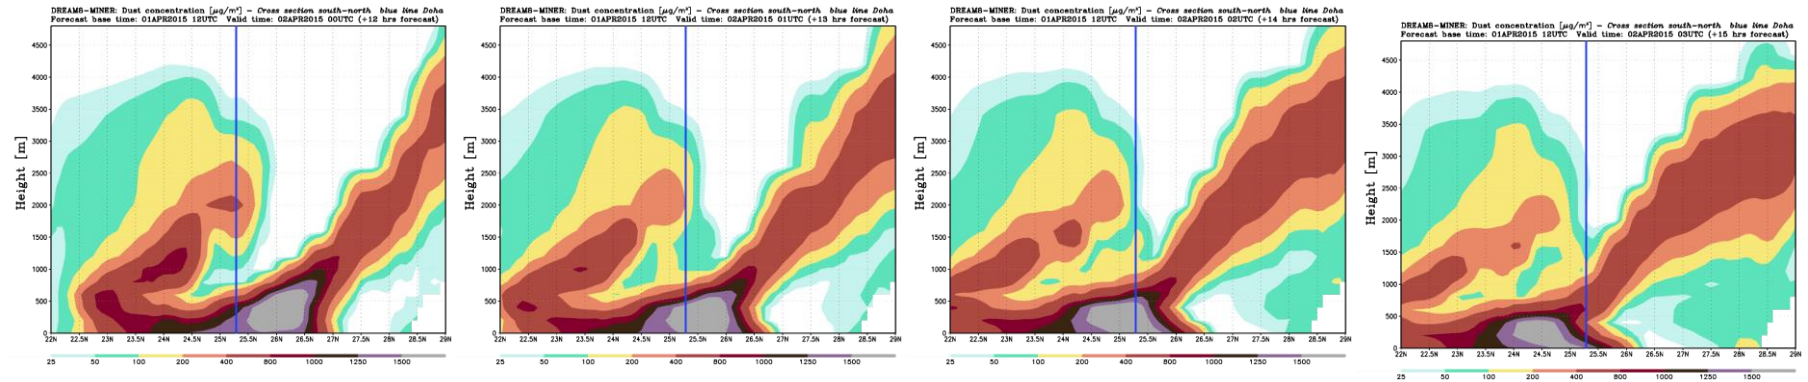 DREAM8-MINER: Dust concentration [μg/m³] – Cross section south-north blue line Doha
Forecast base time: 01APR2015 12UTC Valid time: 02APR2015 00UTC (+12 hrs forecast)
Height [m]
4500
4000
3500
3000
2500
2000
1500
1000
500
0
22N 22.5N 23N 23.5N 24N 24.5N 25N 25.5N 26N 26.5N 27N 27.5N 28N 28.5N 29N
25 50 100 200 400 800 1000 1250 1500
DREAM8-MINER: Dust concentration [μg/m³] – Cross section south-north blue line Doha
Forecast base time: 01APR2015 12UTC Valid time: 02APR2015 01UTC (+13 hrs forecast)
Height [m]
4500
4000
3500
3000
2500
2000
1500
1000
500
0
22N 22.5N 23N 23.5N 24N 24.5N 25N 25.5N 26N 26.5N 27N 27.5N 28N 28.5N 29N
25 50 100 200 400 800 1000 1250 1500
DREAM8-MINER: Dust concentration [μg/m³] – Cross section south-north blue line Doha
Forecast base time: 01APR2015 12UTC Valid time: 02APR2015 02UTC (+14 hrs forecast)
Height [m]
4500
4000
3500
3000
2500
2000
1500
1000
500
0
22N 22.5N 23N 23.5N 24N 24.5N 25N 25.5N 26N 26.5N 27N 27.5N 28N 28.5N 29N
25 50 100 200 400 800 1000 1250 1500
DREAM8-MINER: Dust concentration [μg/m³] – Cross section south-north blue line Doha
Forecast base time: 01APR2015 12UTC Valid time: 02APR2015 03UTC (+15 hrs forecast)
Height [m]
4500
4000
3500
3000
2500
2000
1500
1000
500
0
22N 22.5N 23N 23.5N 24N 24.5N 25N 25.5N 26N 26.5N 27N 27.5N 28N 28.5N 29N
25 50 100 200 400 800 1000 1250 1500